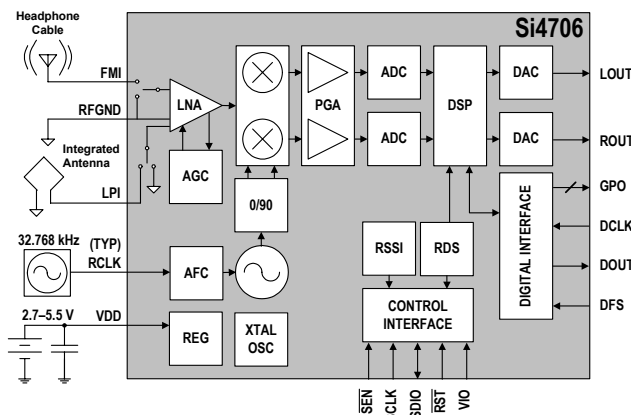 Headphone
Cable
Si4706
FMI
RFGND
LNA
PGA
ADC
ADC
DSP
DAC
DAC
LOUT
ROUT
Integrated
Antenna
LPI
AGC
0/90
DIGITAL INTERFACE
GPO
DCLK
DOUT
DFS
32.768 kHz
(TYP)
RCLK
AFC
RSSI
RDS
CONTROL
INTERFACE
2.7–5.5 V
VDD
REG
XTAL
OSC
SEN
RST
VIO